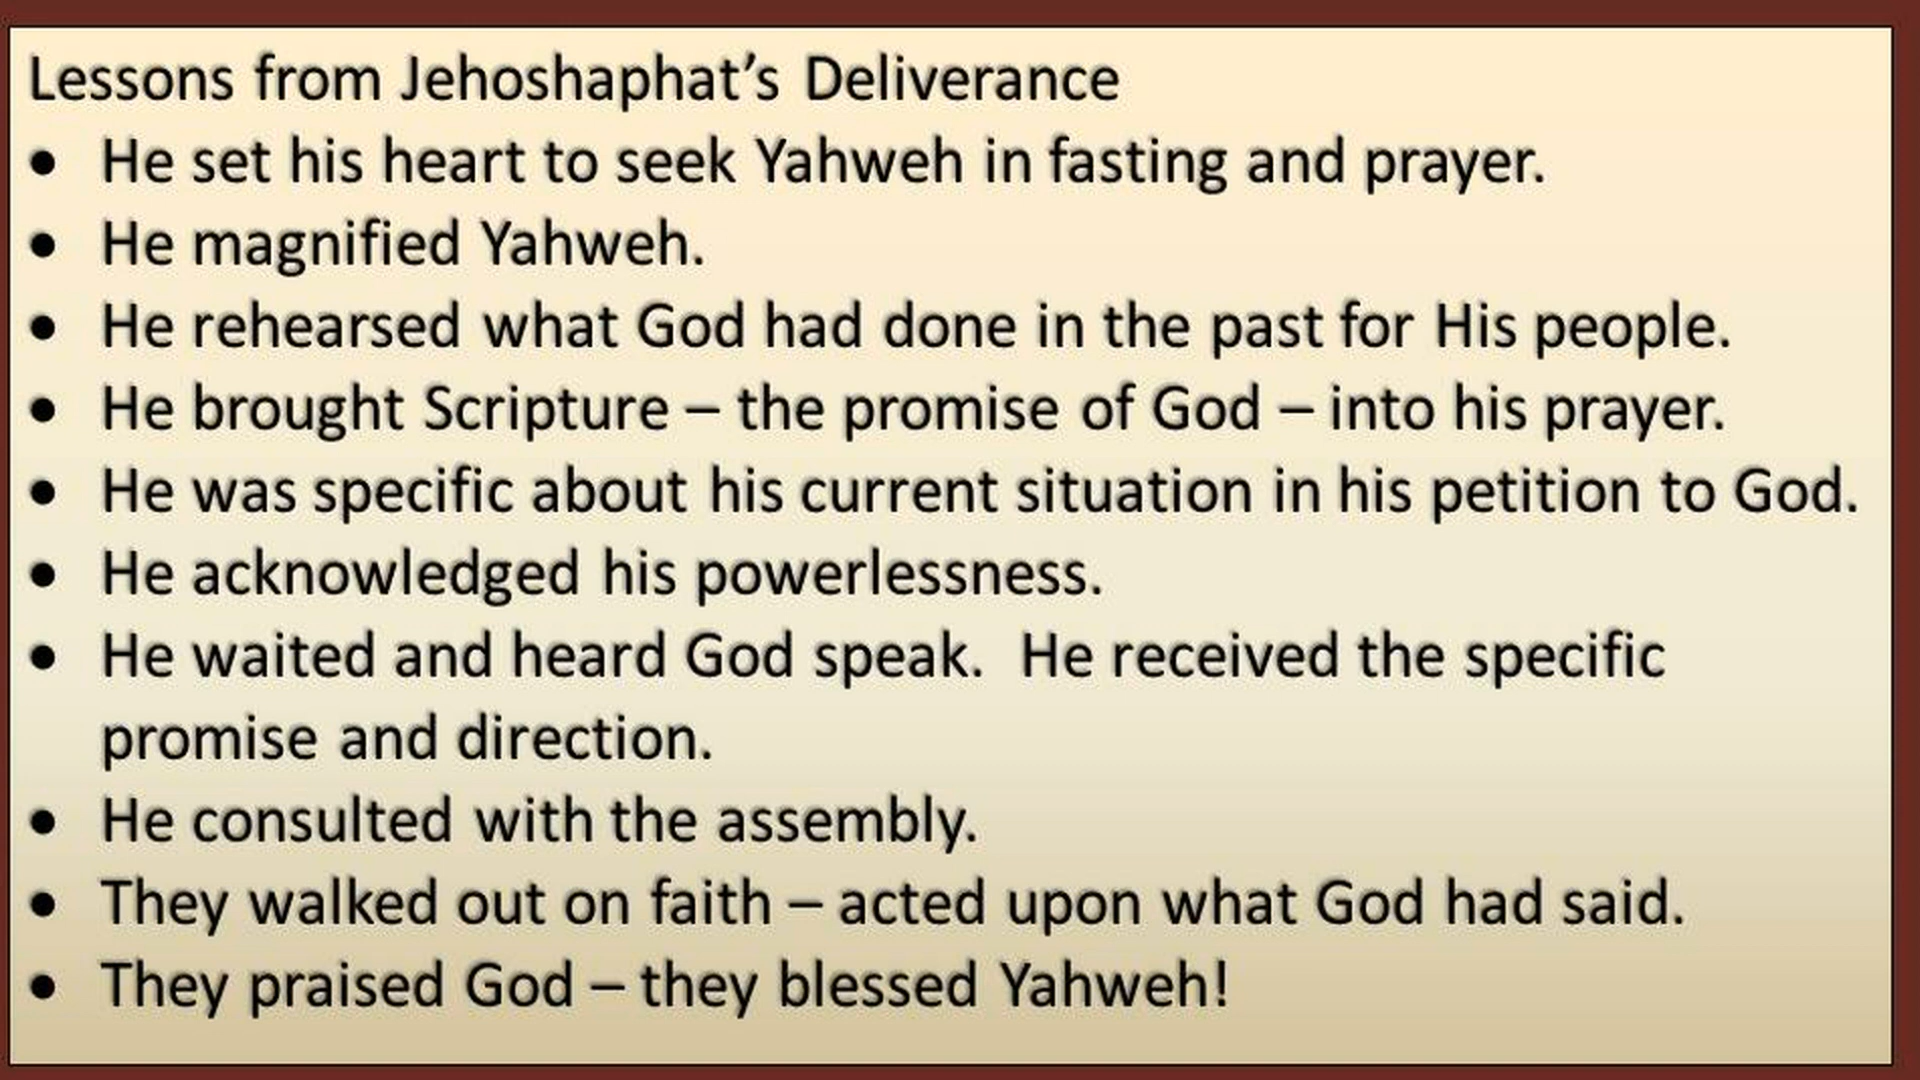 Lessons from Jehoshaphat’s Deliverance
• He set his heart to seek Yahweh in fasting and prayer.
• He magnified Yahweh.
• He rehearsed what God had done in the past for His people.
• He brought Scripture – the promise of God – into his prayer.
• He was specific about his current situation in his petition to God.
• He acknowledged his powerlessness.
• He waited and heard God speak.  He received the specific
promise and direction.
• He consulted with the assembly.
• They walked out on faith – acted upon what God had said.
• They praised God – they blessed Yahweh!